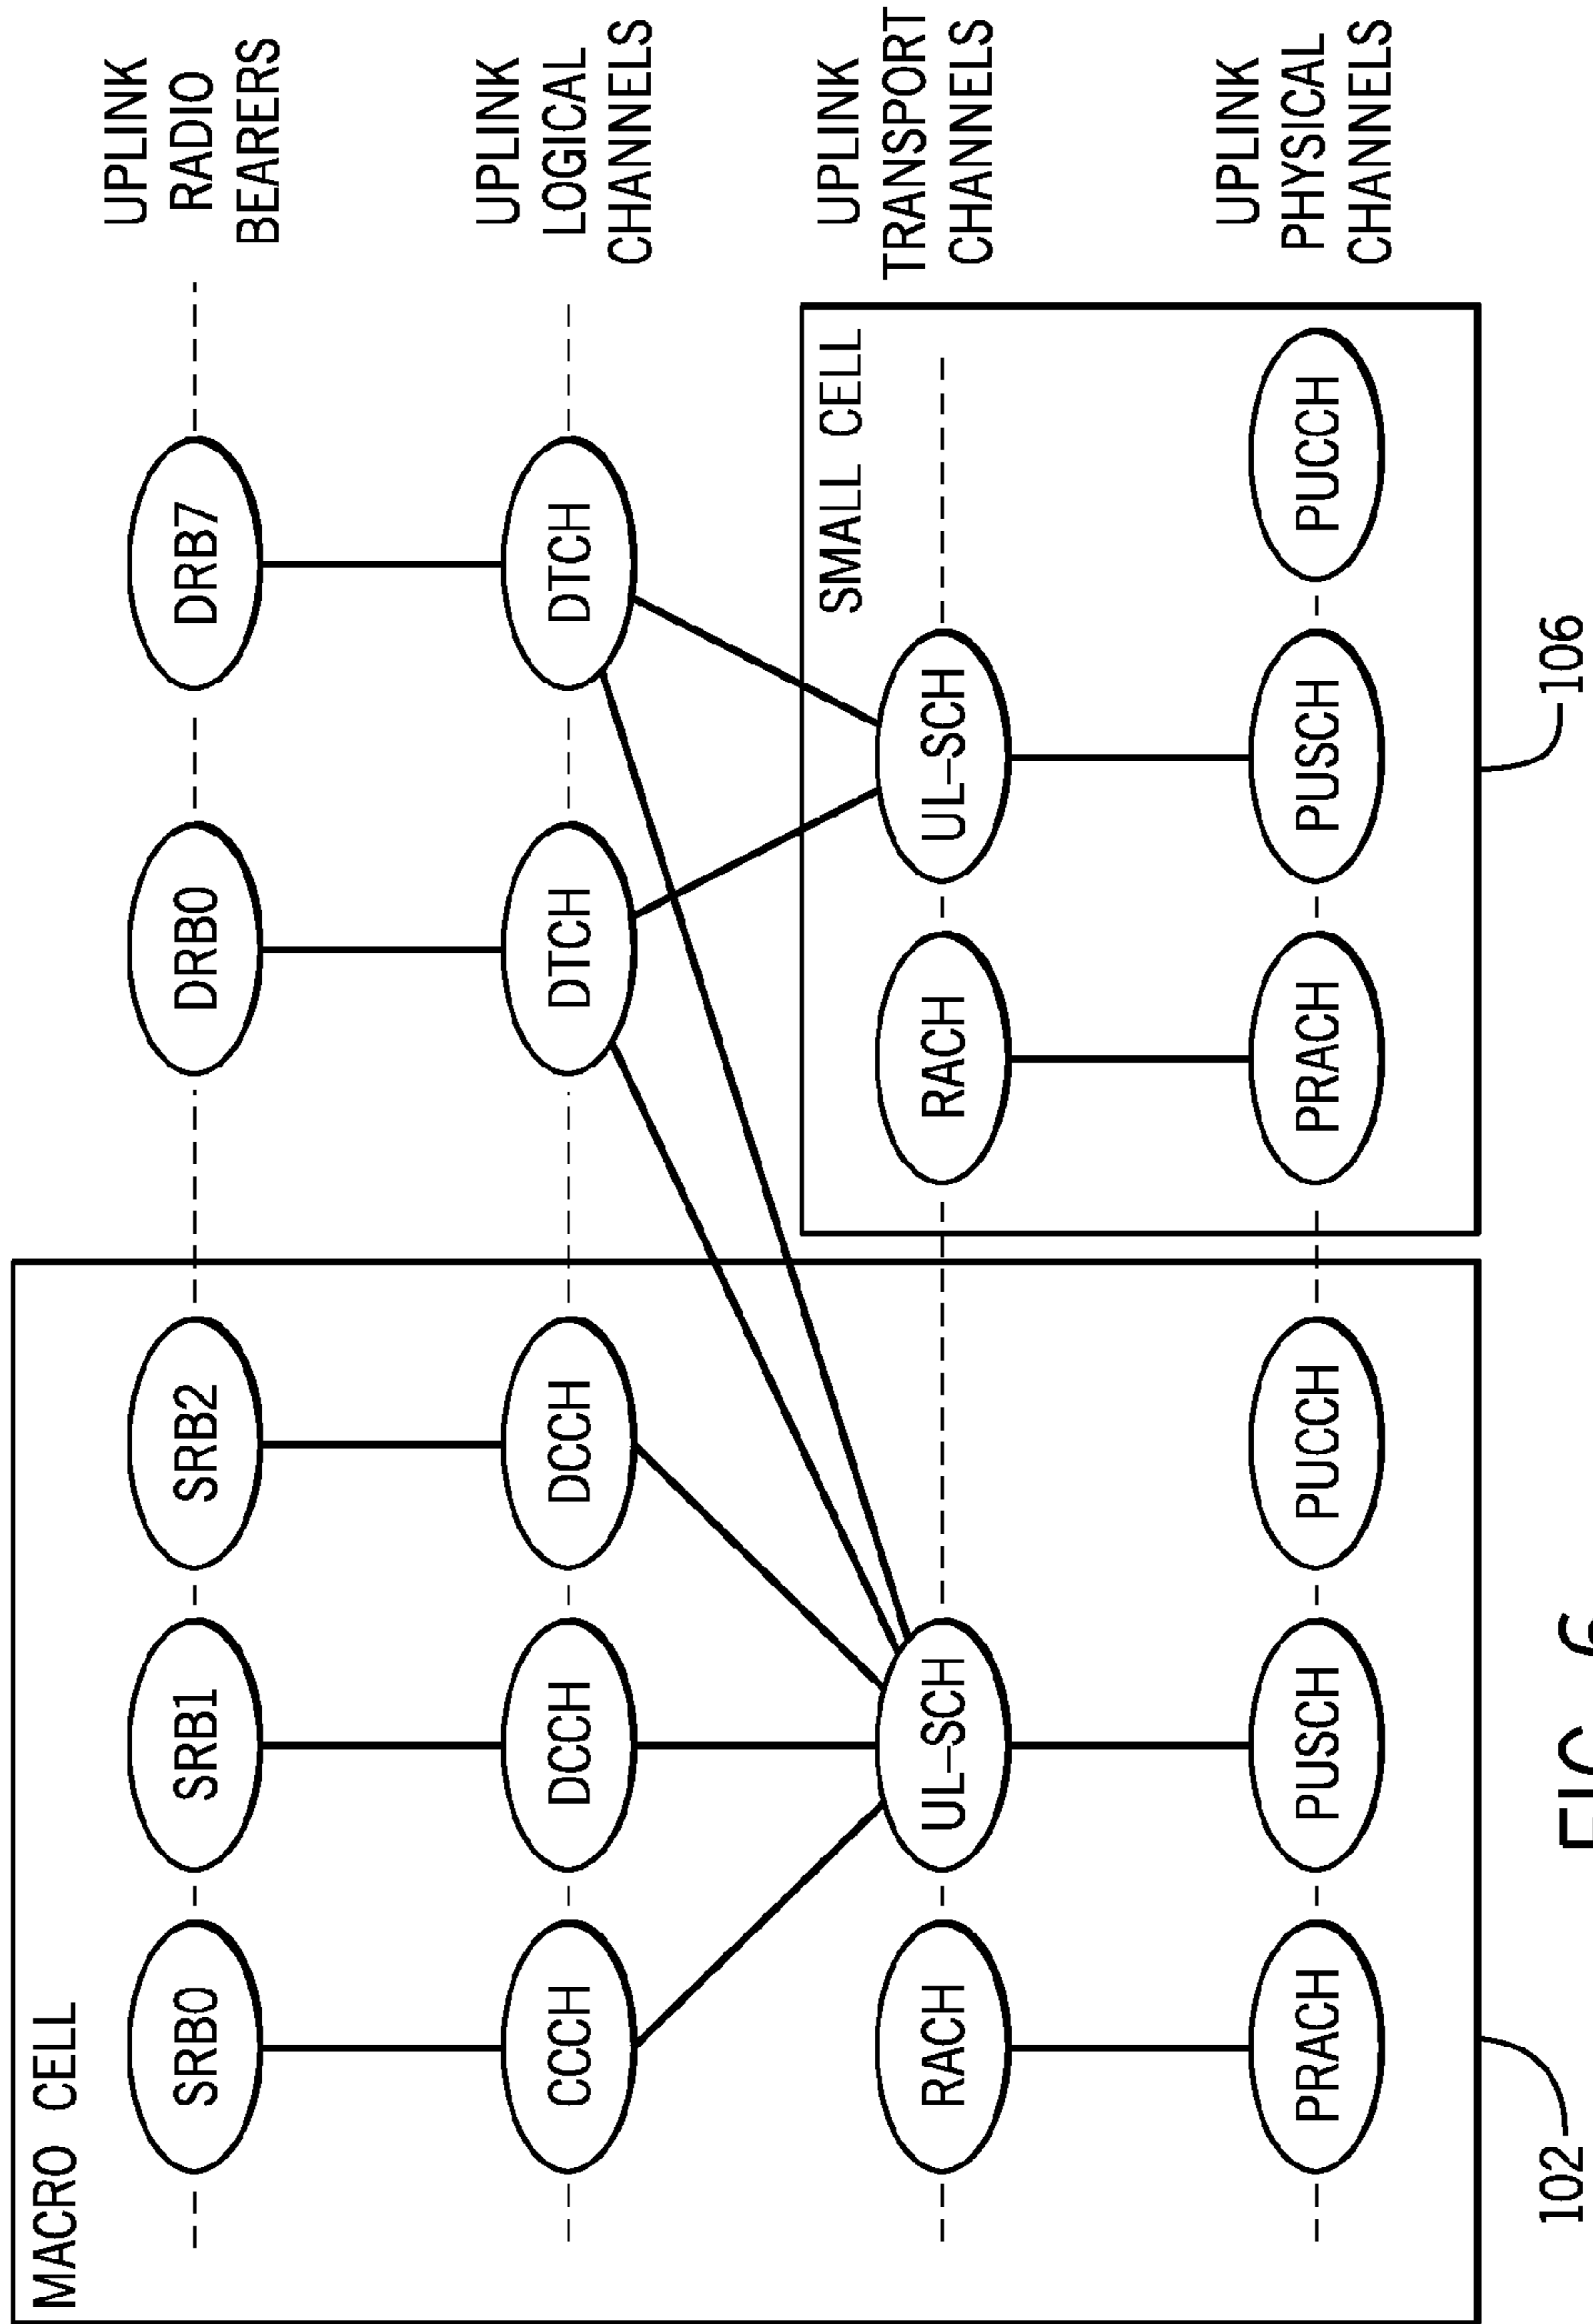 MACRO CELL
SRB0 SRB1 SRB2 DRB0 DRB7
UPLINK
RADIO
BEARERS
CCCH DCCH DCCH DTCH DTCH
UPLINK
LOGICAL
CHANNELS
SMALL CELL
RACH UL-SCH RACH UL-SCH
UPLINK
TRANSPORT
CHANNELS
PRACH PUSCH PUCCH PRACH PUSCH PUCCH
UPLINK
PHYSICAL
CHANNELS
102
106
FIG. 6